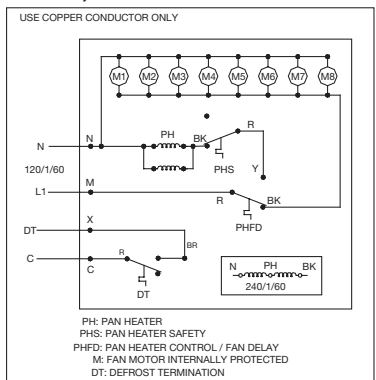 USE COPPER CONDUCTOR ONLY
M1 M2 M3 M4 M5 M6 M7 M8
N N PH BK R
120/1/60
PHS Y
L1 M R BK
PHFD
DT X
BR
C C R
DT
N PH BK
240/1/60
PH: PAN HEATER
PHS: PAN HEATER SAFETY
PHFD: PAN HEATER CONTROL / FAN DELAY
M: FAN MOTOR INTERNALLY PROTECTED
DT: DEFROST TERMINATION